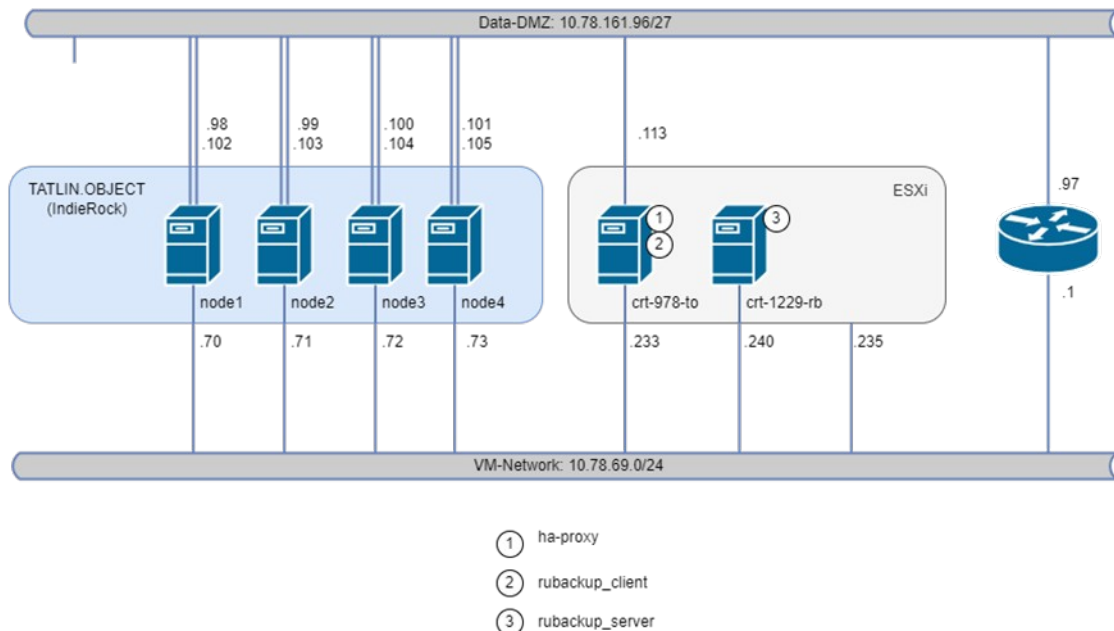 Data-DMZ: 10.78.161.96/27
.98
.102
.99
.103
.100
.104
.101
.105
.113
.97
TATLIN.OBJECT
(IndieRock)
ESXi
1
2
3
node1
node2
node3
node4
crt-978-to
crt-1229-rb
.1
.70
.71
.72
.73
.233
.240
.235
VM-Network: 10.78.69.0/24
1 ha-proxy
2 rubackup_client
3 rubackup_server